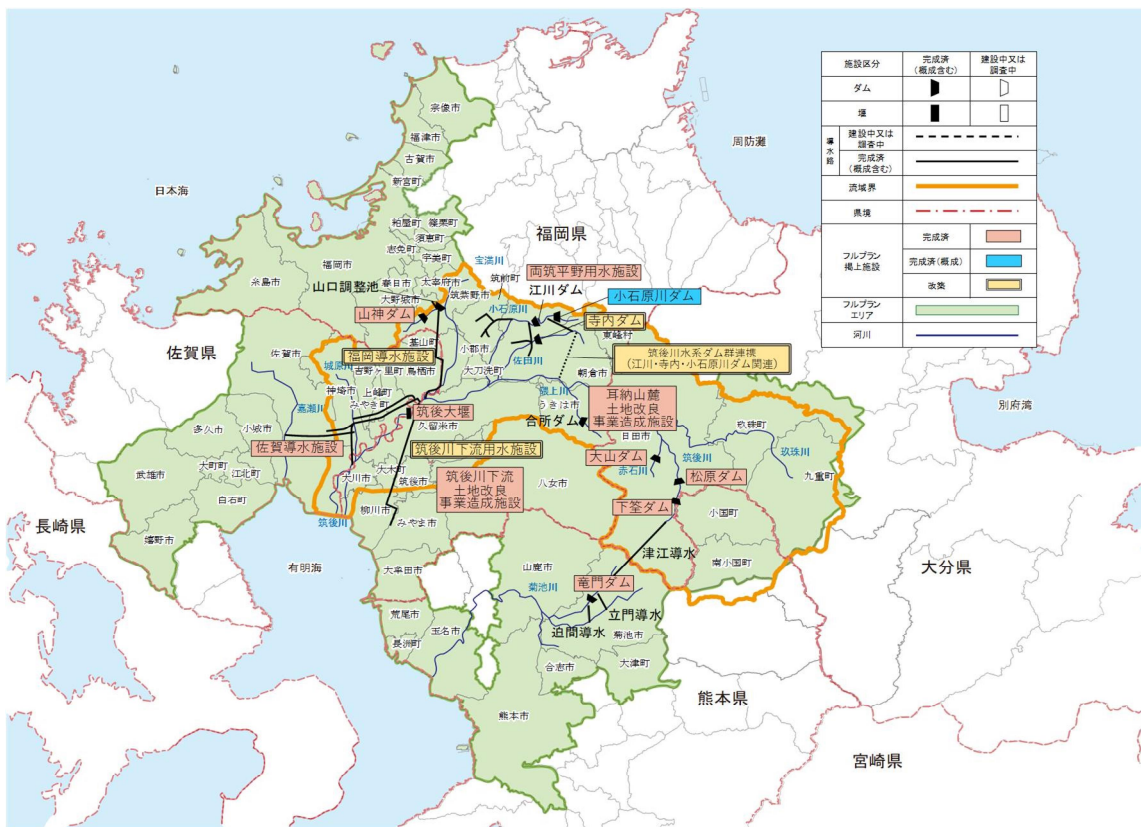 施設区分
完成済
(概成含む)
建設中又は
調査中
ダム
堰
導水路
建設中又は
調査中
完成済
(概成含む)
流域界
県境
フルプラン
掲上施設
完成済
完成済(概成)
改築
フルプラン
エリア
河川
日本海
周防灘
別府湾
有明海
福岡県
佐賀県
長崎県
大分県
熊本県
宮崎県
宗像市
福津市
古賀市
新宮町
粕屋町
篠栗町
須恵町
志免町
宇美町
福岡市
糸島市
春日市
太宰府市
大野城市
筑紫野市
筑前町
宝満川
山口調整池
両筑平野用水施設
江川ダム
小石原川
小石原川ダム
山神ダム
寺内ダム
東峰村
基山町
小郡市
佐田川
福岡導水施設
筑後川水系ダム群連携
(江川・寺内・小石原川ダム関連)
佐賀市
城原川
吉野ヶ里町
鳥栖市
大刀洗町
朝倉市
神埼市
上峰町
みやき町
隈上川
うきは市
耳納山麓
土地改良
事業造成施設
嘉瀬川
筑後大堰
久留米市
合所ダム
日田市
玖珠町
多久市
小城市
佐賀導水施設
筑後川下流用水施設
大山ダム
赤石川
筑後川
玖珠川
九重町
松原ダム
武雄市
大町町
江北町
白石町
大川市
大木町
筑後市
筑後川下流
土地改良
事業造成施設
八女市
下筌ダム
小国町
筑後川
柳川市
みやま市
津江導水
南小国町
嬉野市
大牟田市
山鹿市
菊池川
竜門ダム
立門導水
迫間導水
荒尾市
玉名市
長洲町
菊池市
合志市
大津町
熊本市